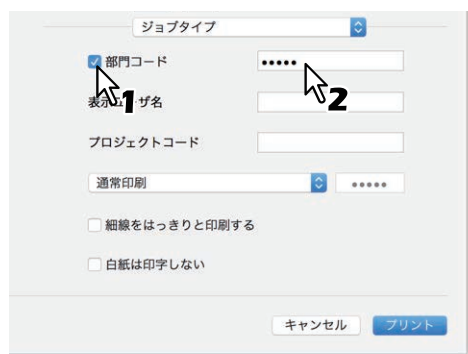 ジョブタイプ
部門コード •••••
1 2
表示ユーザ名
プロジェクトコード
通常印刷 •••••
細線をはっきりと印刷する
白紙は印字しない
キャンセル プリント